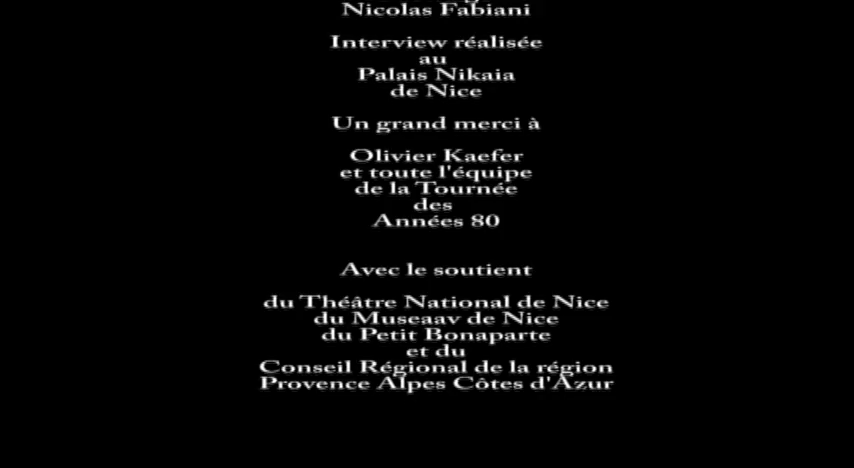 Nicolas Fabiani
Interview réalisée
au
Palais Nikaia
de Nice
Un grand merci à
Olivier Kaefer
et toute l'équipe
de la Tournée
des
Années 80
Avec le soutient
du Théâtre National de Nice
du Museaav de Nice
du Petit Bonaparte
et du
Conseil Régional de la région
Provence Alpes Côtes d'Azur